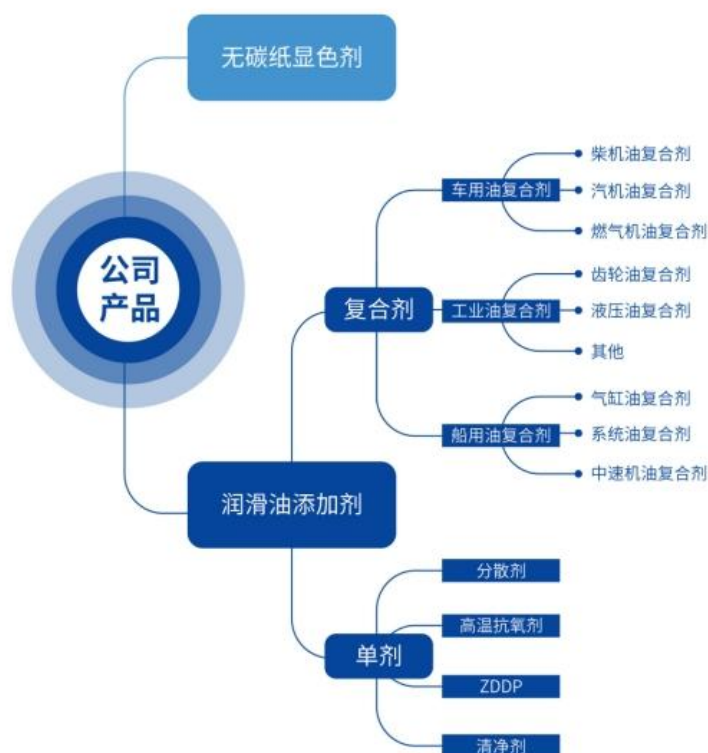 无碳纸显色剂
公司
产品
润滑油添加剂
复合剂
车用油复合剂
柴机油复合剂
汽机油复合剂
燃气机油复合剂
工业油复合剂
齿轮油复合剂
液压油复合剂
其他
船用油复合剂
气缸油复合剂
系统油复合剂
中速机油复合剂
单剂
分散剂
高温抗氧剂
ZDDP
清净剂